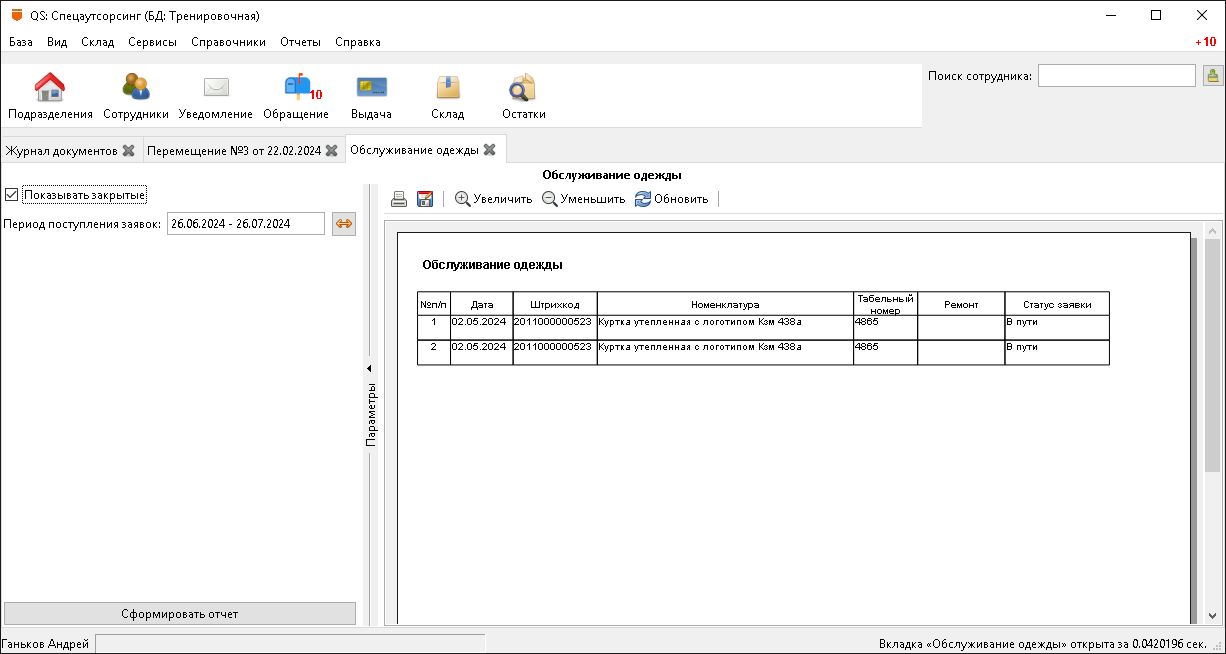 QS: Спецаутсорсинг (БД: Тренировочная)
База Вид Склад Сервисы Справочники Отчеты Справка +10
Подразделения Сотрудники Уведомление Обращение 10 Выдача Склад Остатки
Поиск сотрудника:
Журнал документов Перемещение №3 от 22.02.2024 Обслуживание одежды
Обслуживание одежды
Показывать закрытые
Период поступления заявок: 26.06.2024 - 26.07.2024
Сформировать отчет
Параметры
Увеличить Уменьшить Обновить
Обслуживание одежды
№п/п Дата Штрихкод Номенклатура Табельный номер Ремонт Статус заявки
1 02.05.2024 2011000000523 Куртка утепленная с логотипом Кзм 438а 4865 В пути
2 02.05.2024 2011000000523 Куртка утепленная с логотипом Кзм 438а 4865 В пути
Ганьков Андрей
Вкладка «Обслуживание одежды» открыта за 0.0420196 сек.